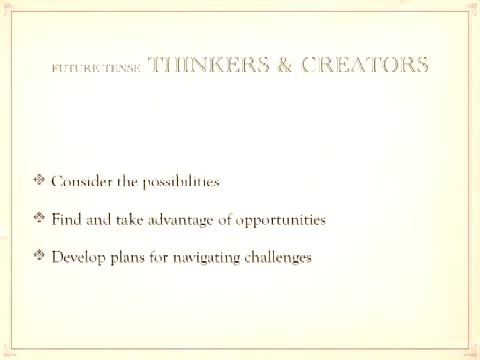 FUTURE TENSE THINKERS & CREATORS
Consider the possibilities
Find and take advantage of opportunities
Develop plans for navigating challenges